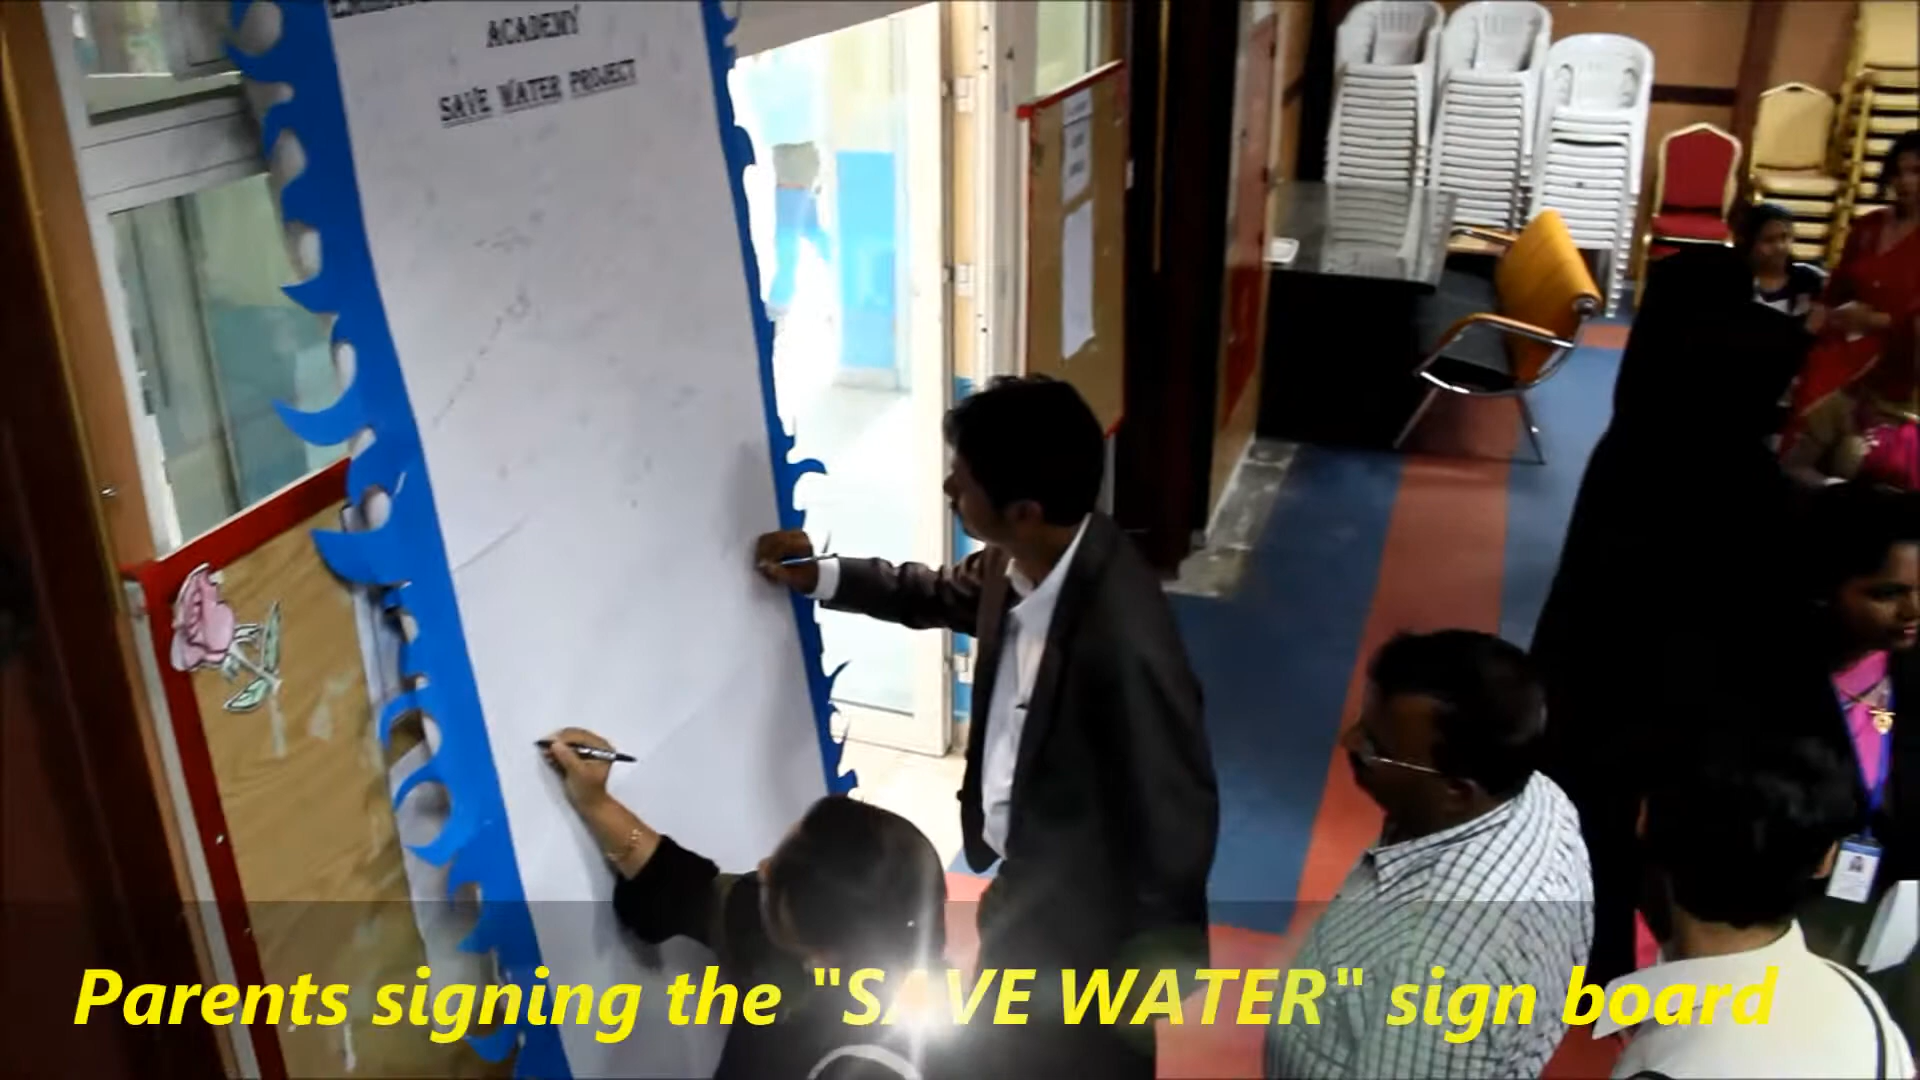 ACADEMY
SAVE WATER PROJECT
Parents signing the "SAVE WATER" sign board